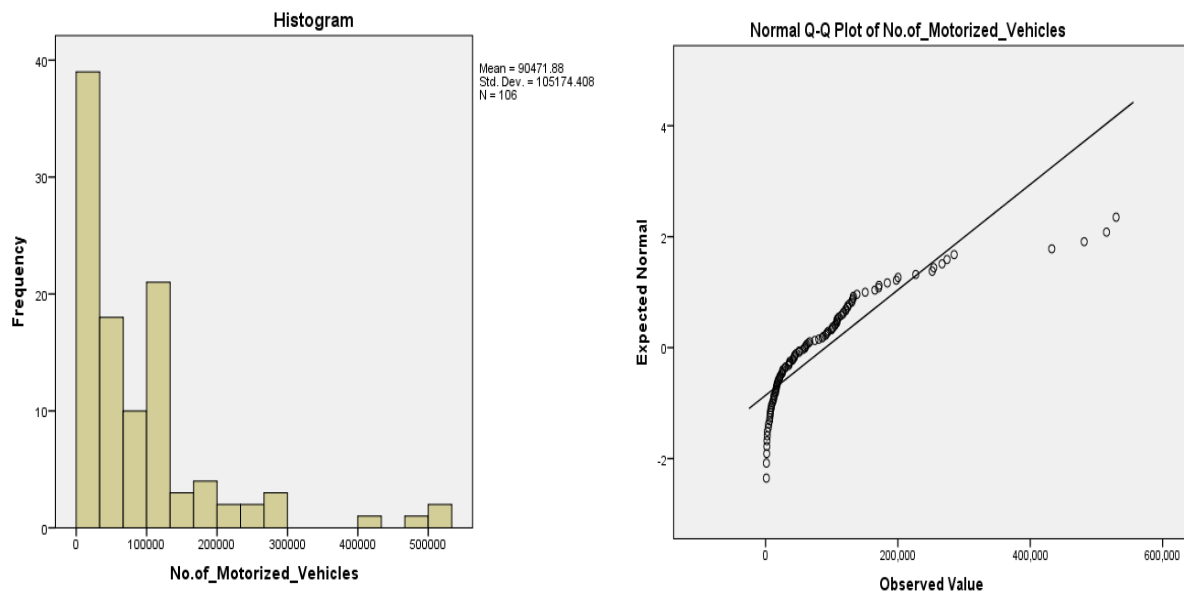 Histogram
Mean = 90471.88
Std. Dev. = 105174.408
N = 106
40
30
20
10
0
Frequency
0 100000 200000 300000 400000 500000
No.of_Motorized_Vehicles
Normal Q-Q Plot of No.of_Motorized_Vehicles
4
2
0
-2
Expected Normal
0 200,000 400,000 600,000
Observed Value